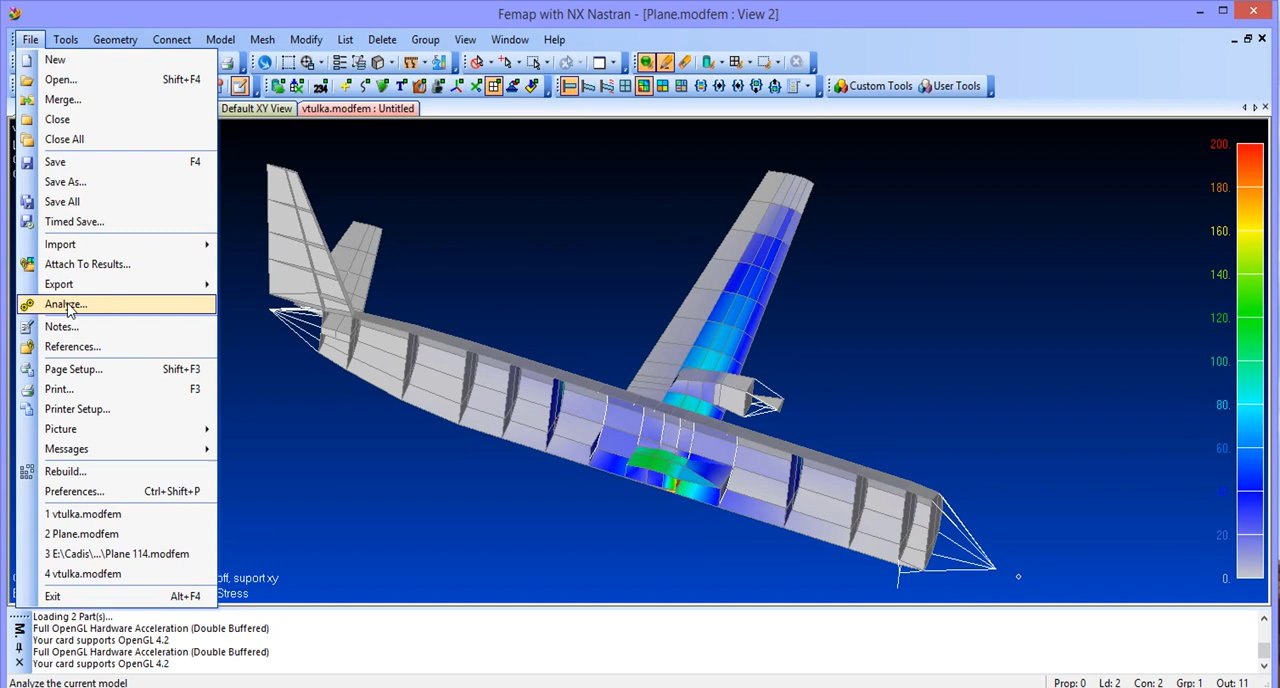 Femap with NX Nastran - [Plane.modfem : View 2]
File Tools Geometry Connect Model Mesh Modify List Delete Group View Window Help
New
Open... Shift+F4
Merge...
Close
Close All
Save F4
Save As...
Save All
Timed Save...
Import
Attach To Results...
Export
Analyze...
Notes...
References...
Page Setup... Shift+F3
Print... F3
Printer Setup...
Picture
Messages
Rebuild...
Preferences... Ctrl+Shift+P
1 vtulka.modfem
2 Plane.modfem
3 E:\Cadis\...\Plane 114.modfem
4 vtulka.modfem
Exit Alt+F4
234
Custom Tools User Tools
Default XY View vtulka.modfem : Untitled
200.
180.
160.
140.
120.
100.
80.
60.
40.
20.
0.
off, suport xy
Stress
Loading 2 Part(s)...
Full OpenGL Hardware Acceleration (Double Buffered)
Your card supports OpenGL 4.2
Full OpenGL Hardware Acceleration (Double Buffered)
Your card supports OpenGL 4.2
Analyze the current model
Prop: 0 Ld: 2 Con: 2 Grp: 1 Out: 11